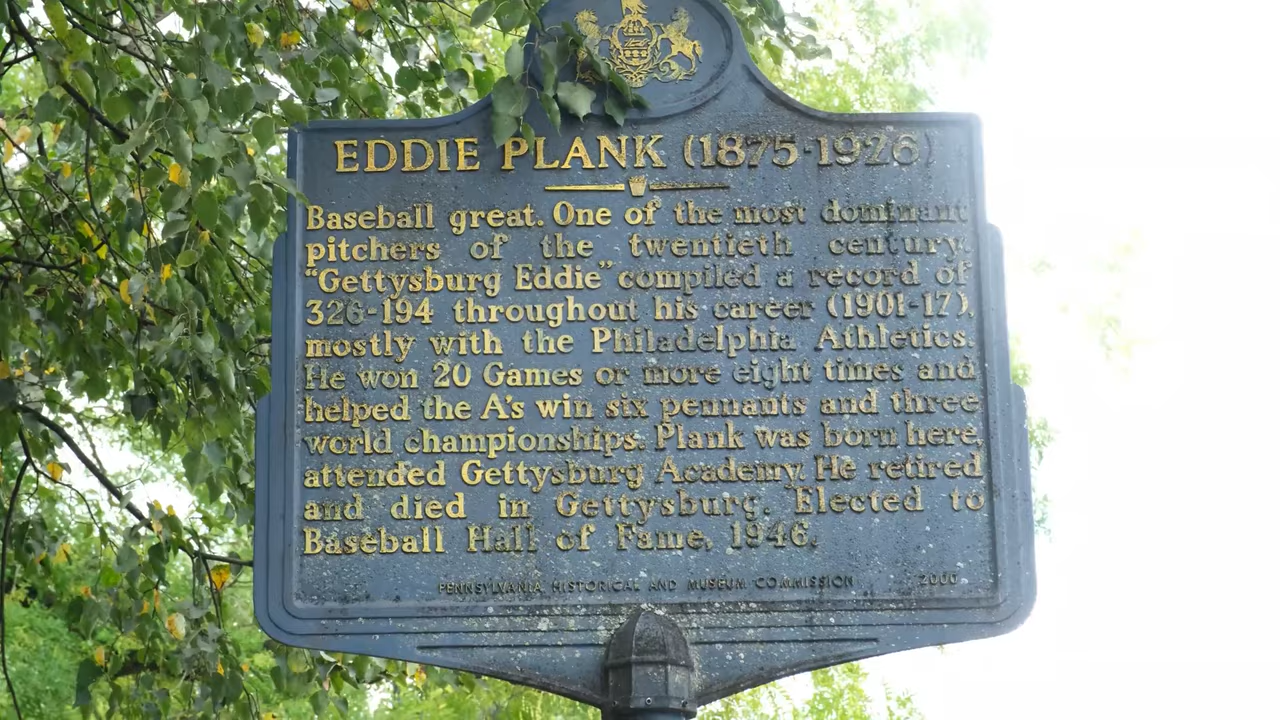 EDDIE PLANK (1875-1926)
Baseball great. One of the most dominant
pitchers of the twentieth century.
"Gettysburg Eddie" compiled a record of
326-194 throughout his career (1901-17),
mostly with the Philadelphia Athletics.
He won 20 Games or more eight times and
helped the A's win six pennants and three
world championships. Plank was born here,
attended Gettysburg Academy. He retired
and died in Gettysburg. Elected to
Baseball Hall of Fame, 1946.
PENNSYLVANIA HISTORICAL AND MUSEUM COMMISSION 2000